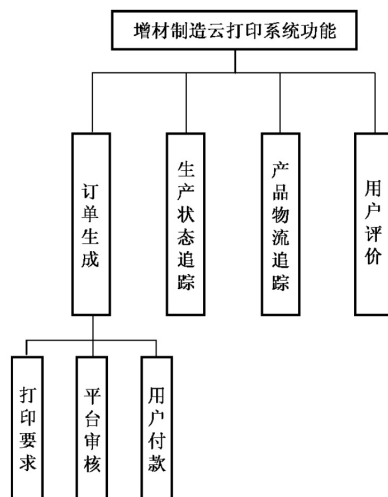 增材制造云打印系统功能
订单生成
生产状态追踪
产品物流追踪
用户评价
打印要求
平台审核
用户付款